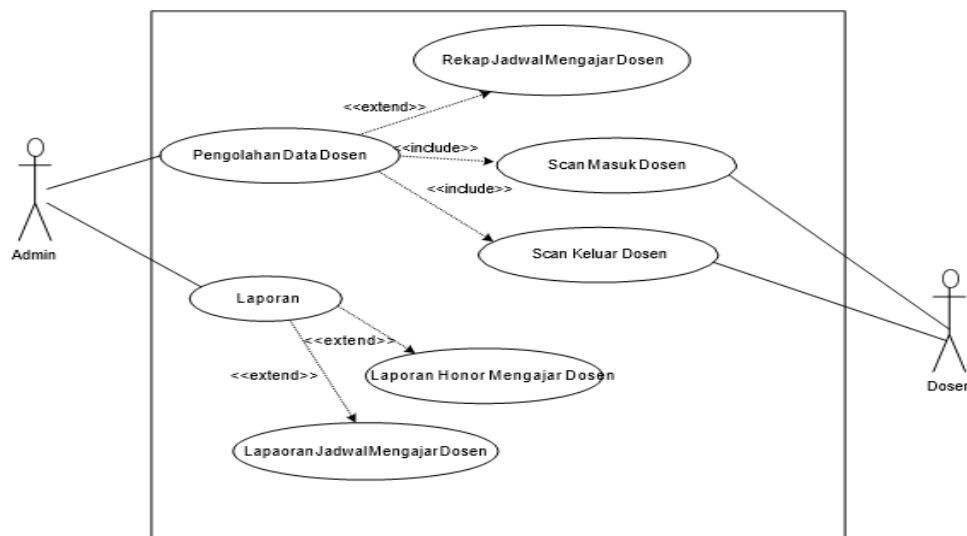 Rekap Jadwal Mengajar Dosen
<<extend>>
<<include>>
Pengolahan Data Dosen
Scan Masuk Dosen
<<include>>
Admin
Scan Keluar Dosen
Laporan
<<extend>>
<<extend>>
Laporan Honor Mengajar Dosen
Dosen
Lapaoran Jadwal Mengajar Dosen